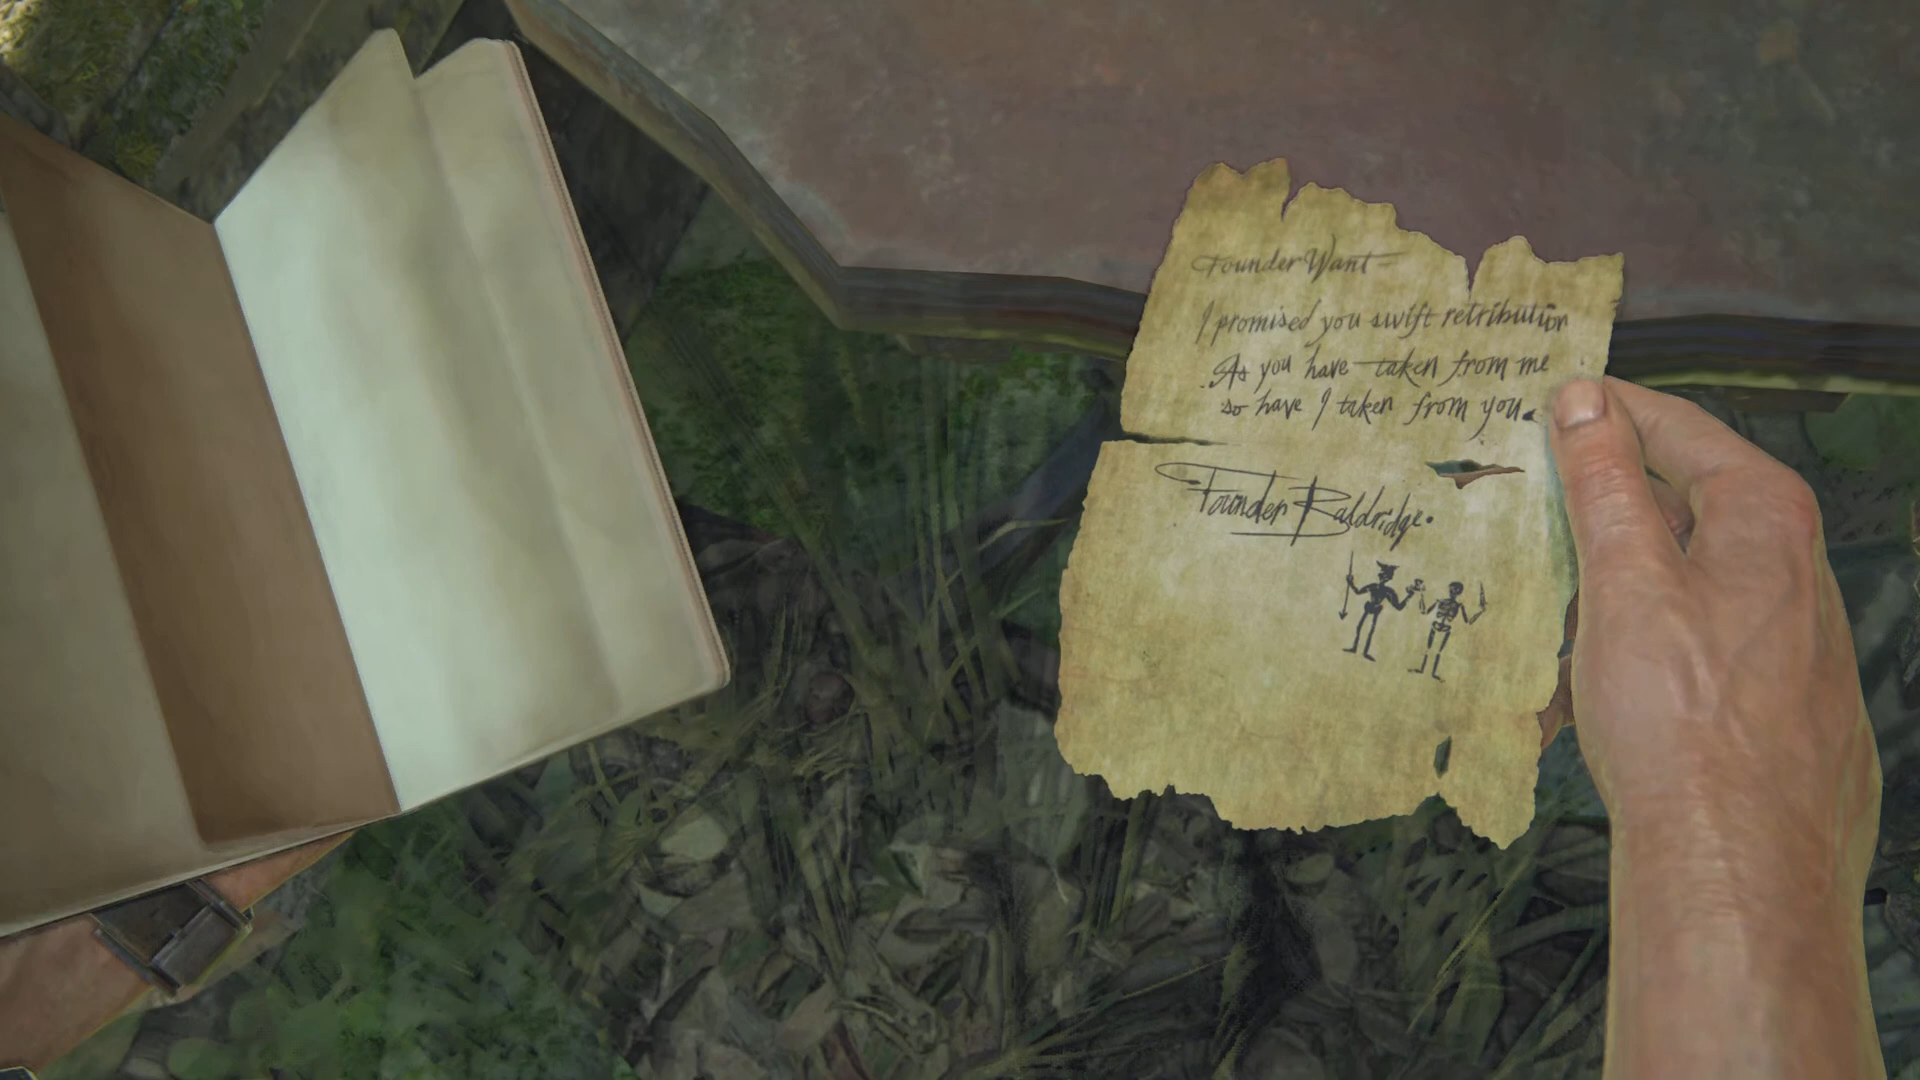 Founder Want –
I promised you swift retribution
As you have taken from me
so have I taken from you.
Founder Baldridge.